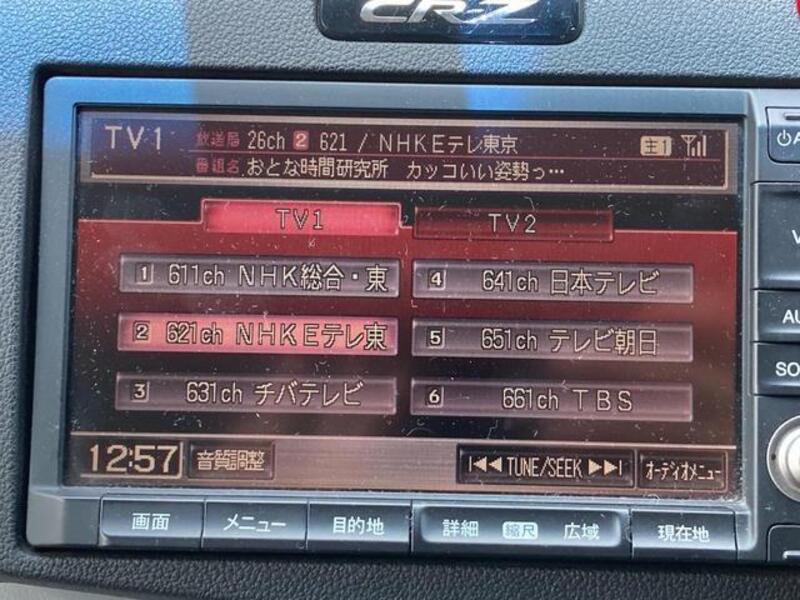 CR-Z
TV1 放送局 26ch 2 621 / NHKEテレ東京 主1
番組名 おとな時間研究所 カッコいい姿勢っ…
TV1 TV2
1 611ch NHK総合・東 4 641ch 日本テレビ
2 621ch NHKEテレ東 5 651ch テレビ朝日
3 631ch チバテレビ 6 661ch TBS
12:57 音質調整 TUNE/SEEK オーディオメニュー
画面 メニュー 目的地 詳細 縮尺 広域 現在地